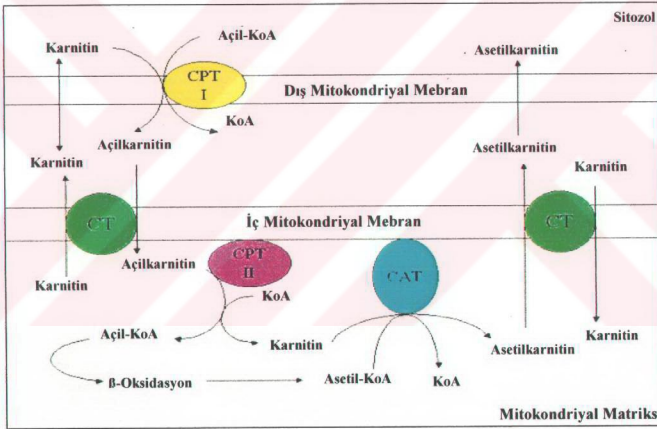 Sitozol
Karnitin
Açil-KoA
Asetilkarnitin
CPT
I
Dış Mitokondriyal Mebran
KoA
Açilkarnitin
Asetilkarnitin
Karnitin
Karnitin
CT
İç Mitokondriyal Mebran
CT
Açilkarnitin
CPT
II
CAT
Karnitin
KoA
Açil-KoA
Karnitin
Asetilkarnitin
Karnitin
ß-Oksidasyon
Asetil-KoA
KoA
Mitokondriyal Matriks